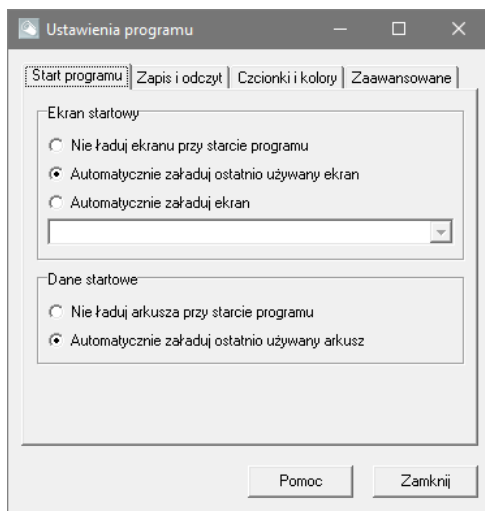 Ustawienia programu
Start programu Zapis i odczyt Czcionki i kolory Zaawansowane
Ekran startowy
Nie ładuj ekranu przy starcie programu
Automatycznie załaduj ostatnio używany ekran
Automatycznie załaduj ekran
Dane startowe
Nie ładuj arkusza przy starcie programu
Automatycznie załaduj ostatnio używany arkusz
Pomoc Zamknij